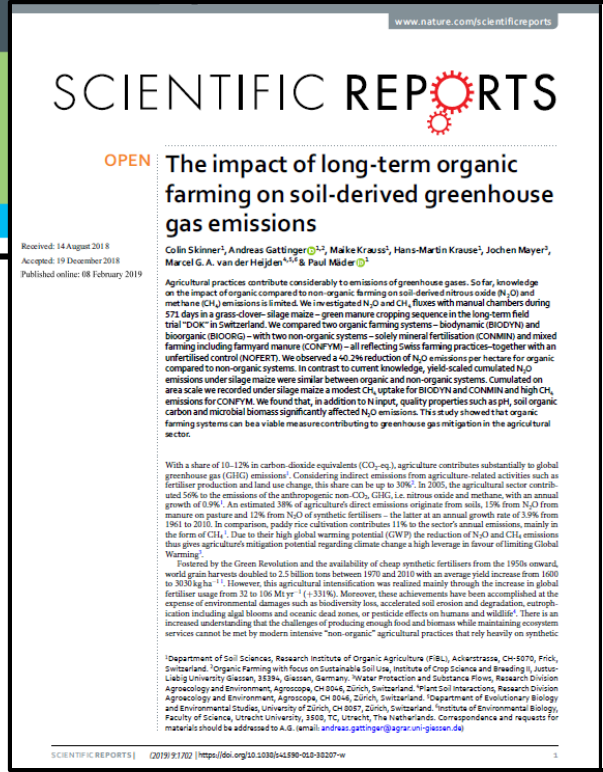 www.nature.com/scientificreports
SCIENTIFIC REPORTS
OPEN
The impact of long-term organic
farming on soil-derived greenhouse
gas emissions
Received: 14 August 2018
Accepted: 19 December 2018
Published online: 08 February 2019
Colin Skinner1, Andreas Gattinger1,2, Maike Krauss1, Hans-Martin Krause1, Jochen Mayer3,
Marcel G. A. van der Heijden4,5,6 & Paul Mäder1
Agricultural practices contribute considerably to emissions of greenhouse gases. So far, knowledge
on the impact of organic compared to non-organic farming on soil-derived nitrous oxide (N2O) and
methane (CH4) emissions is limited. We investigated N2O and CH4 fluxes with manual chambers during
571 days in a grass-clover– silage maize – green manure cropping sequence in the long-term field
trial "DOK" in Switzerland. We compared two organic farming systems – biodynamic (BIODYN) and
bioorganic (BIOORG) – with two non-organic systems – solely mineral fertilisation (CONMIN) and mixed
farming including farmyard manure (CONFYM) – all reflecting Swiss farming practices–together with an
unfertilised control (NOFERT). We observed a 40.2% reduction of N2O emissions per hectare for organic
compared to non-organic systems. In contrast to current knowledge, yield-scaled cumulated N2O
emissions under silage maize were similar between organic and non-organic systems. Cumulated on
area scale we recorded under silage maize a modest CH4 uptake for BIODYN and CONMIN and high CH4
emissions for CONFYM. We found that, in addition to N input, quality properties such as pH, soil organic
carbon and microbial biomass significantly affected N2O emissions. This study showed that organic
farming systems can be a viable measure contributing to greenhouse gas mitigation in the agricultural
sector.
With a share of 10–12% in carbon-dioxide equivalents (CO2-eq.), agriculture contributes substantially to global
greenhouse gas (GHG) emissions1. Considering indirect emissions from agriculture-related activities such as
fertiliser production and land use change, this share can be up to 30%2. In 2005, the agricultural sector contrib-
uted 56% to the emissions of the anthropogenic non-CO2 GHG, i.e. nitrous oxide and methane, with an annual
growth of 0.9%1. An estimated 38% of agriculture's direct emissions originate from soils, 15% from N2O from
manure on pasture and 12% from N2O of synthetic fertilisers – the latter at an annual growth rate of 3.9% from
1961 to 2010. In comparison, paddy rice cultivation contributes 11% to the sector's annual emissions, mainly in
the form of CH4 1. Due to their high global warming potential (GWP) the reduction of N2O and CH4 emissions
thus gives agriculture's mitigation potential regarding climate change a high leverage in favour of limiting Global
Warming3.
Fostered by the Green Revolution and the availability of cheap synthetic fertilisers from the 1950s onward,
world grain harvests doubled to 2.5 billion tons between 1970 and 2010 with an average yield increase from 1600
to 3030 kg ha−1 1. However, this agricultural intensification was realized mainly through the increase in global
fertiliser usage from 32 to 106 Mt yr−1 (+331%). Moreover, these achievements have been accomplished at the
expense of environmental damages such as biodiversity loss, accelerated soil erosion and degradation, eutroph-
ication including algal blooms and oceanic dead zones, or pesticide effects on humans and wildlife4. There is an
increased understanding that the challenges of producing enough food and biomass while maintaining ecosystem
services cannot be met by modern intensive "non-organic" agricultural practices that rely heavily on synthetic
1Department of Soil Sciences, Research Institute of Organic Agriculture (FiBL), Ackerstrasse, CH-5070, Frick,
Switzerland. 2Organic Farming with focus on Sustainable Soil Use, Institute of Crop Science and Breeding II, Justus-
Liebig University Giessen, 35394, Giessen, Germany. 3Water Protection and Substance Flows, Research Division
Agroecology and Environment, Agroscope, CH 8046, Zürich, Switzerland. 4Plant Soil Interactions, Research Division
Agroecology and Environment, Agroscope, CH 8046, Zürich, Switzerland. 5Department of Evolutionary Biology
and Environmental Studies, University of Zürich, CH 8057, Zürich, Switzerland. 6Institute of Environmental Biology,
Faculty of Science, Utrecht University, 3508, TC, Utrecht, The Netherlands. Correspondence and requests for
materials should be addressed to A.G. (email: andreas.gattinger@agrar.uni-giessen.de)
SCIENTIFIC REPORTS | (2019) 9:1702 | https://doi.org/10.1038/s41598-018-38207-w 1